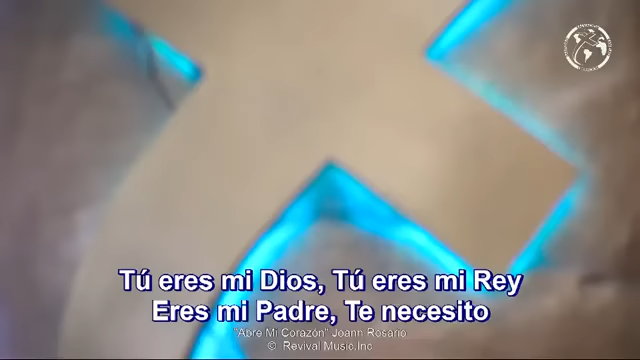 Tú eres mi Dios, Tú eres mi Rey
Eres mi Padre, Te necesito
"Abre Mi Corazón" Joann Rosario
© Revival Music.Inc